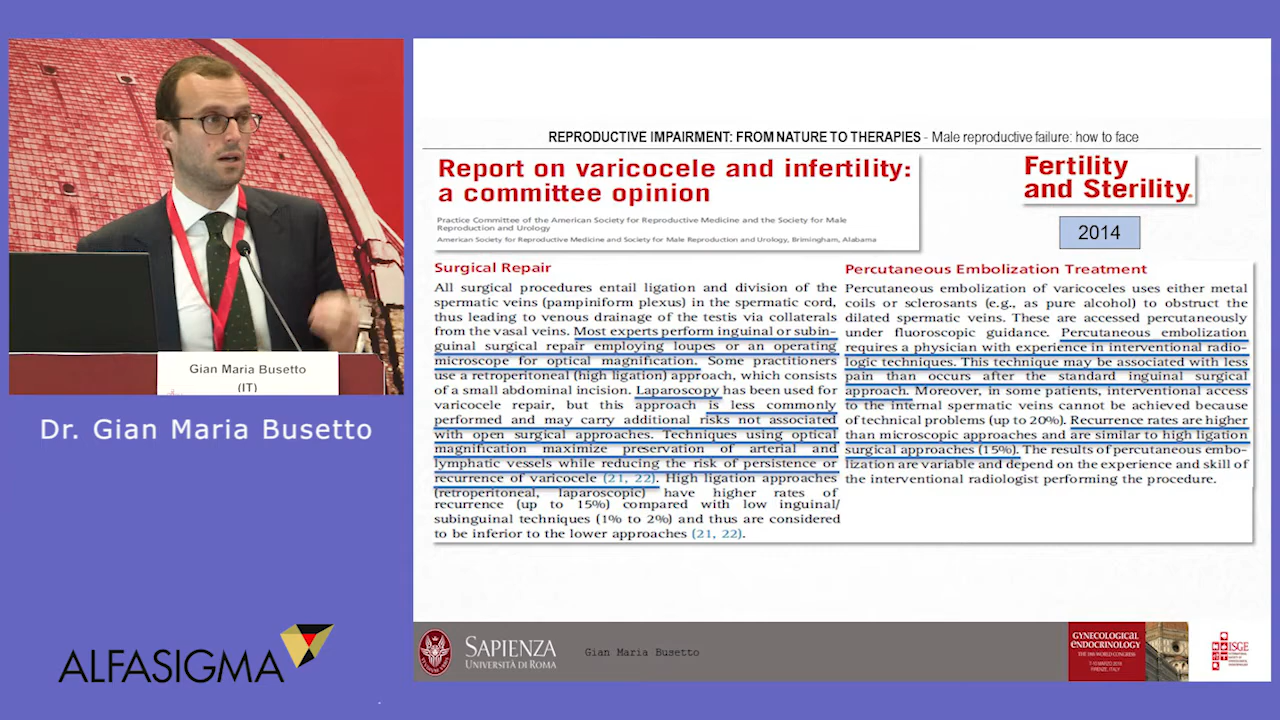 Gian Maria Busetto
(IT)
Dr. Gian Maria Busetto
ALFASIGMA
REPRODUCTIVE IMPAIRMENT: FROM NATURE TO THERAPIES - Male reproductive failure: how to face
Report on varicocele and infertility:
a committee opinion
Practice Committee of the American Society for Reproductive Medicine and the Society for Male
Reproduction and Urology
American Society for Reproductive Medicine and Society for Male Reproduction and Urology, Brimingham, Alabama
Fertility
and Sterility.
2014
Surgical Repair
All surgical procedures entail ligation and division of the
spermatic veins (pampiniform plexus) in the spermatic cord,
thus leading to venous drainage of the testis via collaterals
from the vasal veins. Most experts perform inguinal or subin-
guinal surgical repair employing loupes or an operating
microscope for optical magnification. Some practitioners
use a retroperitoneal (high ligation) approach, which consists
of a small abdominal incision. Laparoscopy has been used for
varicocele repair, but this approach is less commonly
performed and may carry additional risks not associated
with open surgical approaches. Techniques using optical
magnification maximize preservation of arterial and
lymphatic vessels while reducing the risk of persistence or
recurrence of varicocele (21, 22). High ligation approaches
(retroperitoneal, laparoscopic) have higher rates of
recurrence (up to 15%) compared with low inguinal/
subinguinal techniques (1% to 2%) and thus are considered
to be inferior to the lower approaches (21, 22).
Percutaneous Embolization Treatment
Percutaneous embolization of varicoceles uses either metal
coils or sclerosants (e.g., as pure alcohol) to obstruct the
dilated spermatic veins. These are accessed percutaneously
under fluoroscopic guidance. Percutaneous embolization
requires a physician with experience in interventional radio-
logic techniques. This technique may be associated with less
pain than occurs after the standard inguinal surgical
approach. Moreover, in some patients, interventional access
to the internal spermatic veins cannot be achieved because
of technical problems (up to 20%). Recurrence rates are higher
than microscopic approaches and are similar to high ligation
surgical approaches (15%). The results of percutaneous embo-
lization are variable and depend on the experience and skill of
the interventional radiologist performing the procedure.
SAPIENZA
UNIVERSITÀ DI ROMA
Gian Maria Busetto
GYNECOLOGICAL
ENDOCRINOLOGY
THE 18th WORLD CONGRESS
FIRENZE, ITALY
ISGE